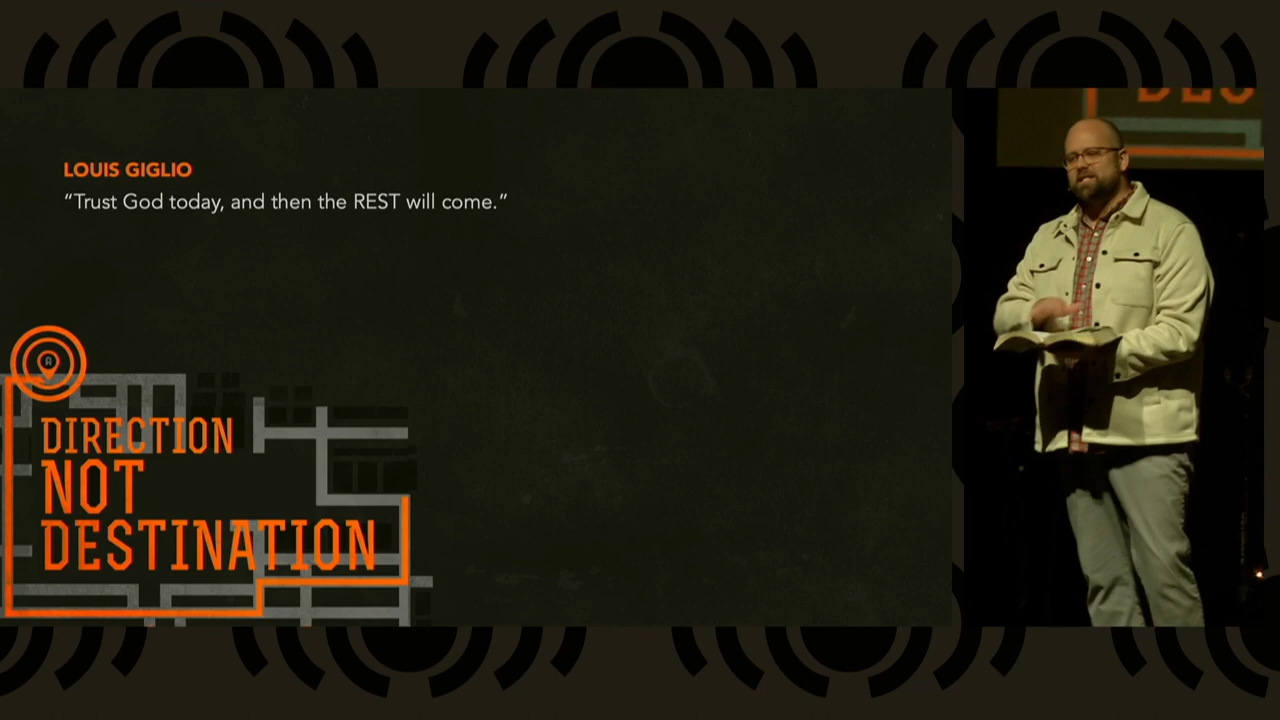 LOUIS GIGLIO
“Trust God today, and then the REST will come.”
A
DIRECTION
NOT
DESTINATION